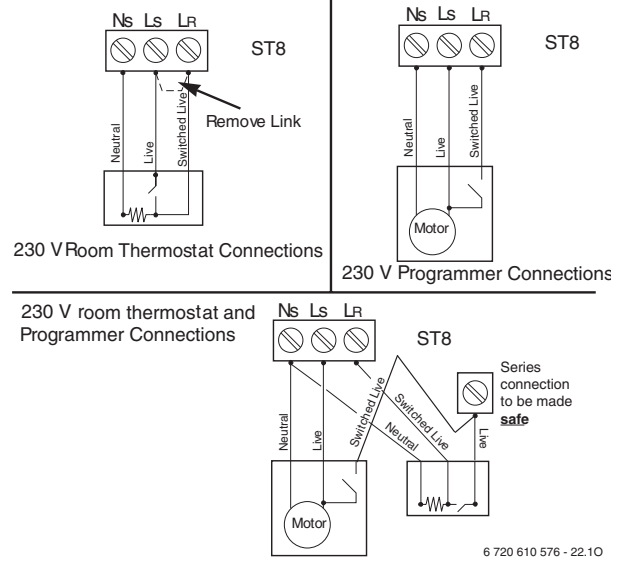 Ns Ls LR
ST8
Remove Link
Neutral
Live
Switched Live
230 V Room Thermostat Connections
Ns Ls LR
ST8
Neutral
Live
Switched Live
Motor
230 V Programmer Connections
230 V room thermostat and
Programmer Connections
Ns Ls LR
ST8
Series
connection
to be made
safe
Neutral
Live
Switched Live
Switched Live
Neutral
Live
Motor
6 720 610 576 - 22.1O